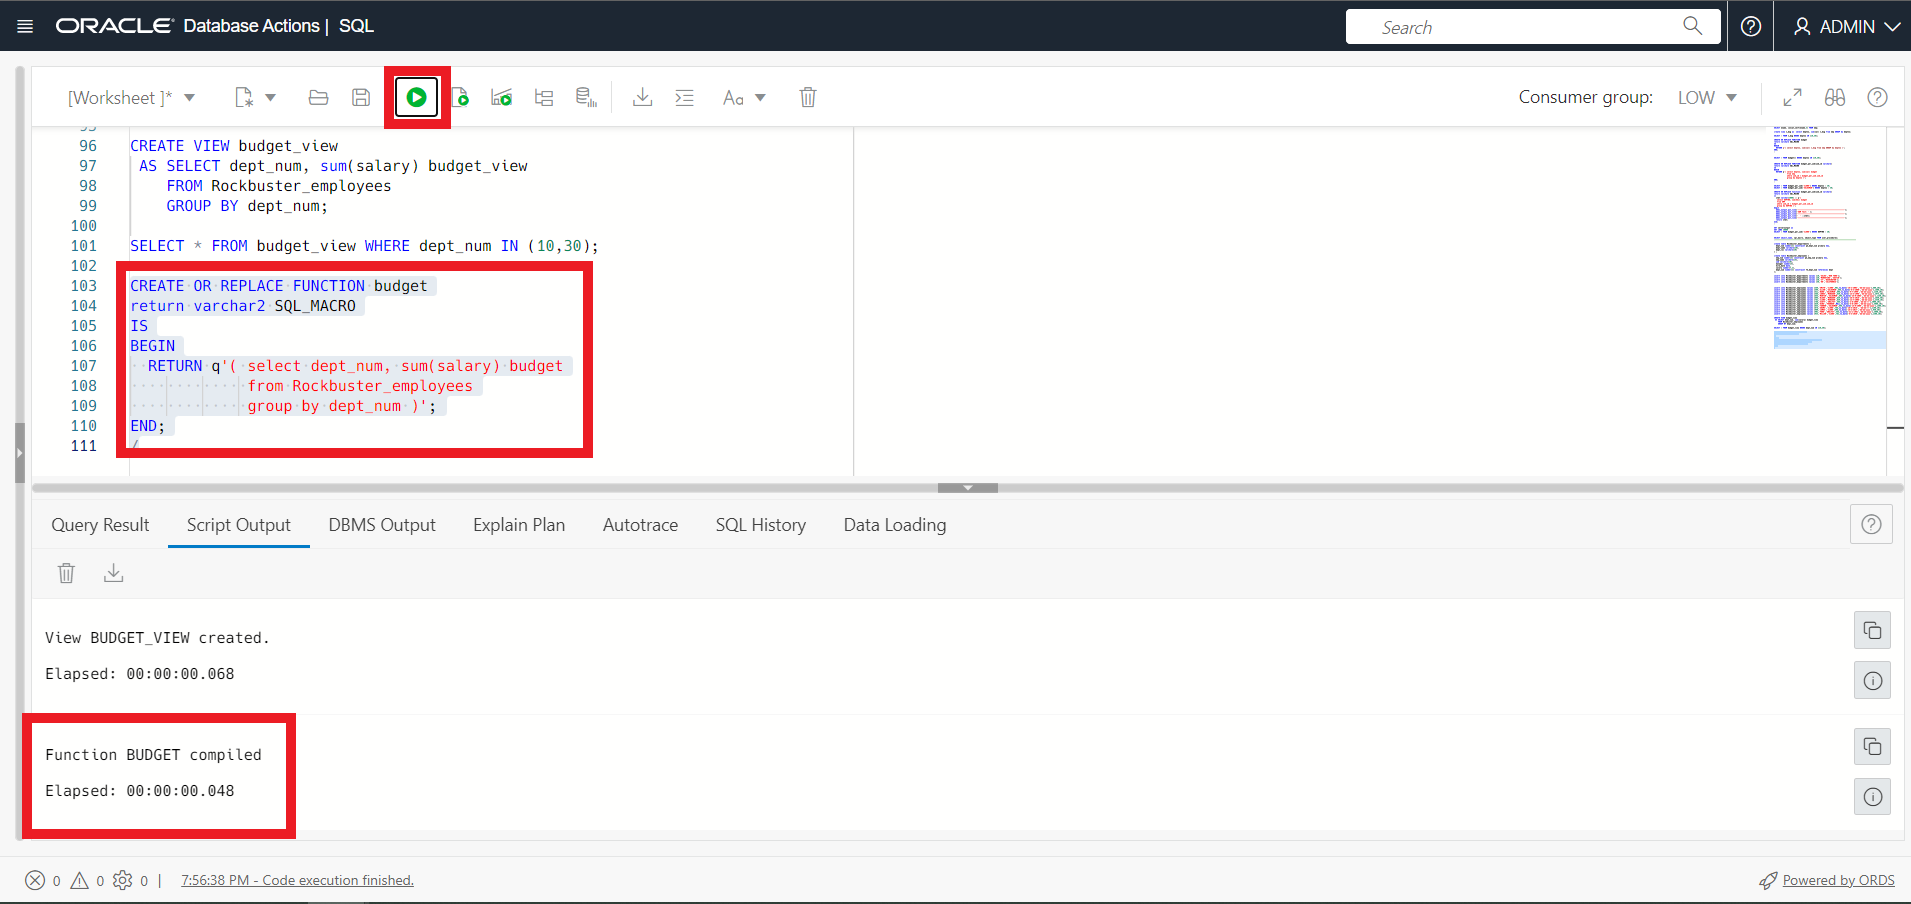 ORACLE Database Actions | SQL
Search
ADMIN
[Worksheet ]*
Aa
Consumer group: LOW
95
96 CREATE VIEW budget_view
97 AS SELECT dept_num, sum(salary) budget_view
98 FROM Rockbuster_employees
99 GROUP BY dept_num;
100
101 SELECT * FROM budget_view WHERE dept_num IN (10,30);
102
103 CREATE OR REPLACE FUNCTION budget
104 return varchar2 SQL_MACRO
105 IS
106 BEGIN
107 RETURN q'( select dept_num, sum(salary) budget
108 from Rockbuster_employees
109 group by dept_num )';
110 END;
111 /
Query Result Script Output DBMS Output Explain Plan Autotrace SQL History Data Loading
View BUDGET_VIEW created.
Elapsed: 00:00:00.068
Function BUDGET compiled
Elapsed: 00:00:00.048
0 0 0 | 7:56:38 PM - Code execution finished.
Powered by ORDS